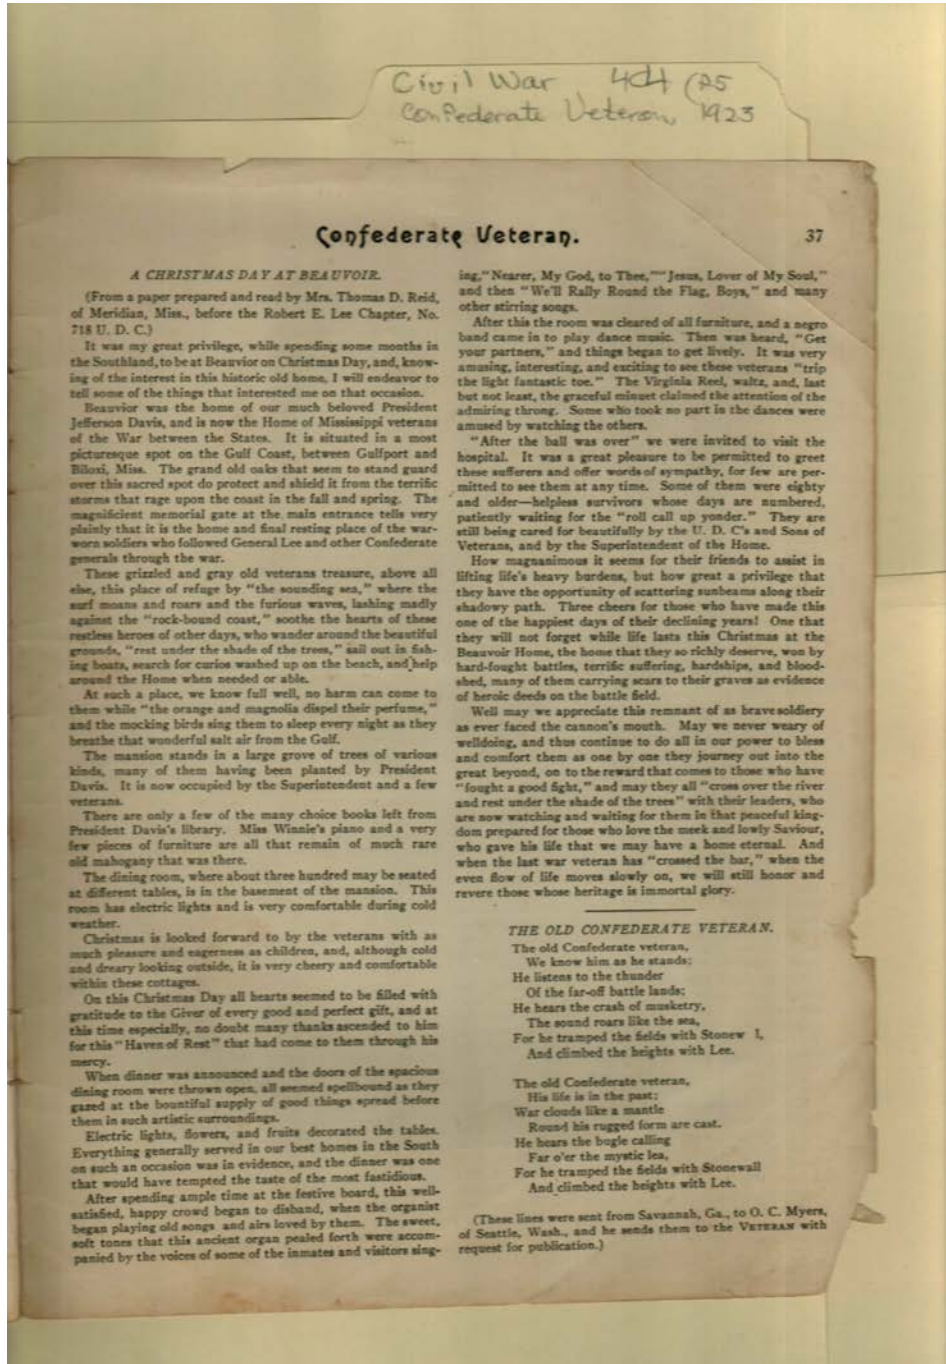 Civil War 4d4 (25
Confederate Veteran, 1923
Confederate Veteran.
37
A CHRISTMAS DAY AT BEAUVOIR.
(From a paper prepared and read by Mrs. Thomas D. Reid,
of Meridian, Miss., before the Robert E. Lee Chapter, No.
718 U. D. C.)
It was my great privilege, while spending some months in
the Southland, to be at Beauvior on Christmas Day, and, know-
ing of the interest in this historic old home, I will endeavor to
tell some of the things that interested me on that occasion.
Beauvior was the home of our much beloved President
Jefferson Davis, and is now the Home of Mississippi veterans
of the War between the States. It is situated in a most
picturesque spot on the Gulf Coast, between Gulfport and
Biloxi, Miss. The grand old oaks that seem to stand guard
over this sacred spot do protect and shield it from the terrific
storms that rage upon the coast in the fall and spring. The
magnificient memorial gate at the main entrance tells very
plainly that it is the home and final resting place of the war-
worn soldiers who followed General Lee and other Confederate
generals through the war.
These grizzled and gray old veterans treasure, above all
else, this place of refuge by "the sounding sea," where the
surf moans and roars and the furious waves, lashing madly
against the "rock-bound coast," soothe the hearts of these
restless heroes of other days, who wander around the beautiful
grounds, "rest under the shade of the trees," sail out in fish-
ing boats, search for curios washed up on the beach, and help
around the Home when needed or able.
At such a place, we know full well, no harm can come to
them while "the orange and magnolia dispel their perfume,"
and the mocking birds sing them to sleep every night as they
breathe that wonderful salt air from the Gulf.
The mansion stands in a large grove of trees of various
kinds, many of them having been planted by President
Davis. It is now occupied by the Superintendent and a few
veterans.
There are only a few of the many choice books left from
President Davis's library. Miss Winnie's piano and a very
few pieces of furniture are all that remain of much rare
old mahogany that was there.
The dining room, where about three hundred may be seated
at different tables, is in the basement of the mansion. This
room has electric lights and is very comfortable during cold
weather.
Christmas is looked forward to by the veterans with as
much pleasure and eagerness as children, and, although cold
and dreary looking outside, it is very cheery and comfortable
within these cottages.
On this Christmas Day all hearts seemed to be filled with
gratitude to the Giver of every good and perfect gift, and at
this time especially, no doubt many thanks ascended to him
for this "Haven of Rest" that had come to them through his
mercy.
When dinner was announced and the doors of the spacious
dining room were thrown open, all seemed spellbound as they
gazed at the bountiful supply of good things spread before
them in such artistic surroundings.
Electric lights, flowers, and fruits decorated the tables.
Everything generally served in our best homes in the South
on such an occasion was in evidence, and the dinner was one
that would have tempted the taste of the most fastidious.
After spending ample time at the festive board, this well-
satisfied, happy crowd began to disband, when the organist
began playing old songs and airs loved by them. The sweet,
soft tones that this ancient organ pealed forth were accom-
panied by the voices of some of the inmates and visitors sing-
ing, "Nearer, My God, to Thee," "Jesus, Lover of My Soul,"
and then "We'll Rally Round the Flag, Boys," and many
other stirring songs.
After this the room was cleared of all furniture, and a negro
band came in to play dance music. Then was heard, "Get
your partners," and things began to get lively. It was very
amusing, interesting, and exciting to see these veterans "trip
the light fantastic toe." The Virginia Reel, waltz, and, last
but not least, the graceful minuet claimed the attention of the
admiring throng. Some who took no part in the dances were
amused by watching the others.
"After the ball was over" we were invited to visit the
hospital. It was a great pleasure to be permitted to greet
these sufferers and offer words of sympathy, for few are per-
mitted to see them at any time. Some of them were eighty
and older—helpless survivors whose days are numbered,
patiently waiting for the "roll call up yonder." They are
still being cared for beautifully by the U. D. C's and Sons of
Veterans, and by the Superintendent of the Home.
How magnanimous it seems for their friends to assist in
lifting life's heavy burdens, but how great a privilege that
they have the opportunity of scattering sunbeams along their
shadowy path. Three cheers for those who have made this
one of the happiest days of their declining years! One that
they will not forget while life lasts this Christmas at the
Beauvoir Home, the home that they so richly deserve, won by
hard-fought battles, terrific suffering, hardships, and blood-
shed, many of them carrying scars to their graves as evidence
of heroic deeds on the battle field.
Well may we appreciate this remnant of as brave soldiery
as ever faced the cannon's mouth. May we never weary of
welldoing, and thus continue to do all in our power to bless
and comfort them as one by one they journey out into the
great beyond, on to the reward that comes to those who have
"fought a good fight," and may they all "cross over the river
and rest under the shade of the trees" with their leaders, who
are now watching and waiting for them in that peaceful king-
dom prepared for those who love the meek and lowly Saviour,
who gave his life that we may have a home eternal. And
when the last war veteran has "crossed the bar," when the
even flow of life moves slowly on, we will still honor and
revere those whose heritage is immortal glory.
THE OLD CONFEDERATE VETERAN.
The old Confederate veteran,
We know him as he stands;
He listens to the thunder
Of the far-off battle lands;
He hears the crash of musketry,
The sound roars like the sea,
For he tramped the fields with Stonew l,
And climbed the heights with Lee.
The old Confederate veteran,
His life is in the past;
War clouds like a mantle
Round his rugged form are cast.
He hears the bugle calling
Far o'er the mystic lea,
For he tramped the fields with Stonewall
And climbed the heights with Lee.
(These lines were sent from Savannah, Ga., to O. C. Myers,
of Seattle, Wash., and he sends them to the VETERAN with
request for publication.)